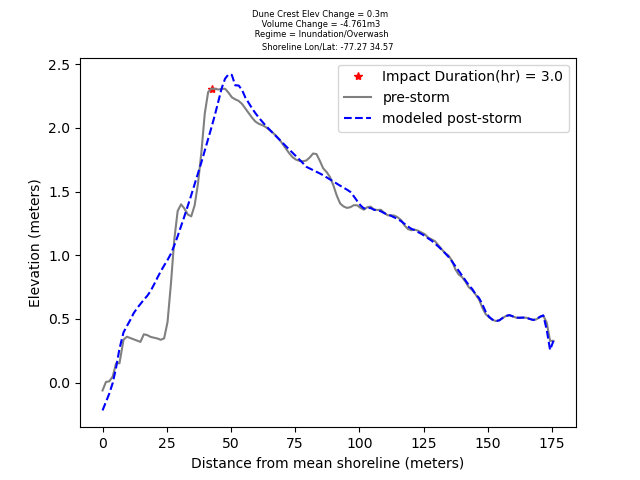 Dune Crest Elev Change = 0.3m
Volume Change = -4.761m3
Regime = Inundation/Overwash
Shoreline Lon/Lat: -77.27 34.57
Impact Duration(hr) = 3.0
pre-storm
modeled post-storm
Elevation (meters)
2.5
2.0
1.5
1.0
0.5
0.0
0
25
50
75
100
125
150
175
Distance from mean shoreline (meters)